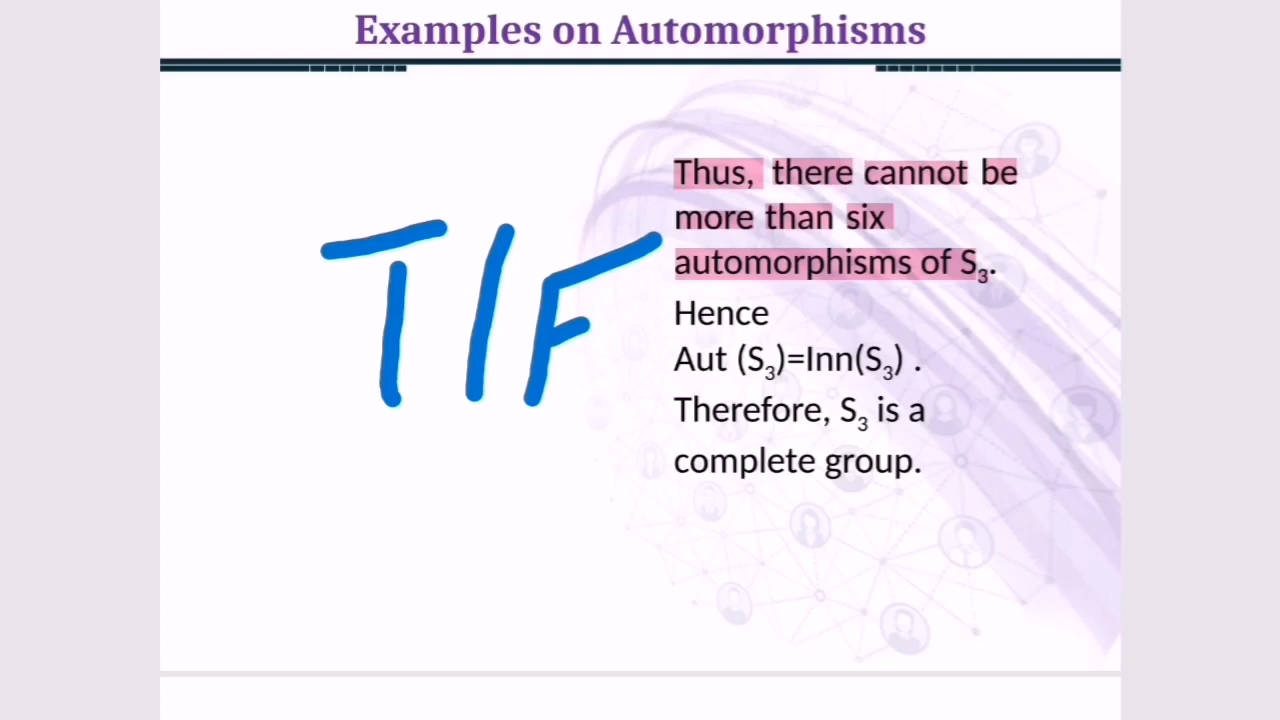 Examples on Automorphisms
T/F
Thus, there cannot be
more than six
automorphisms of S₃.
Hence
Aut (S₃)=Inn(S₃) .
Therefore, S₃ is a
complete group.